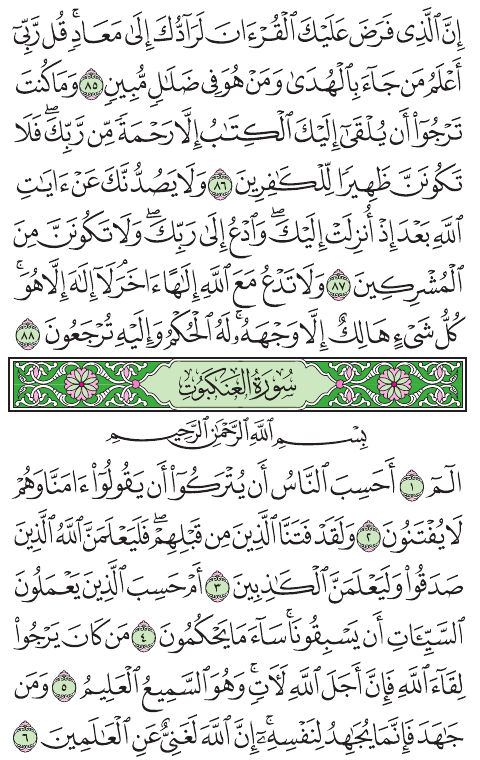 إِنَّ ٱلَّذِى فَرَضَ عَلَيْكَ ٱلْقُرْءَانَ لَرَآدُّكَ إِلَىٰ مَعَادٍۚ قُل رَّبِّىٓ
أَعْلَمُ مَن جَآءَ بِٱلْهُدَىٰ وَمَنْ هُوَ فِى ضَلَٰلٍ مُّبِينٍ ٨٥ وَمَا كُنتَ
تَرْجُوٓا۟ أَن يُلْقَىٰٓ إِلَيْكَ ٱلْكِتَٰبُ إِلَّا رَحْمَةً مِّن رَّبِّكَۖ فَلَا
تَكُونَنَّ ظَهِيرًا لِّلْكَٰفِرِينَ ٨٦ وَلَا يَصُدُّنَّكَ عَنْ ءَايَٰتِ
ٱللَّهِ بَعْدَ إِذْ أُنزِلَتْ إِلَيْكَۖ وَٱدْعُ إِلَىٰ رَبِّكَۖ وَلَا تَكُونَنَّ مِنَ
ٱلْمُشْرِكِينَ ٨٧ وَلَا تَدْعُ مَعَ ٱللَّهِ إِلَٰهًا ءَاخَرَۘ لَآ إِلَٰهَ إِلَّا هُوَۚ
كُلُّ شَىْءٍ هَالِكٌ إِلَّا وَجْهَهُۥۚ لَهُ ٱلْحُكْمُ وَإِلَيْهِ تُرْجَعُونَ ٨٨
سُورَةُ الْعَنكَبُوتِ
بِسْمِ ٱللَّهِ ٱلرَّحْمَٰنِ ٱلرَّحِيمِ
الٓمٓ ١ أَحَسِبَ ٱلنَّاسُ أَن يُتْرَكُوٓا۟ أَن يَقُولُوٓا۟ ءَامَنَّا وَهُمْ
لَا يُفْتَنُونَ ٢ وَلَقَدْ فَتَنَّا ٱلَّذِينَ مِن قَبْلِهِمْۖ فَلَيَعْلَمَنَّ ٱللَّهُ ٱلَّذِينَ
صَدَقُوا۟ وَلَيَعْلَمَنَّ ٱلْكَٰذِبِينَ ٣ أَمْ حَسِبَ ٱلَّذِينَ يَعْمَلُونَ
ٱلسَّيِّـَٔاتِ أَن يَسْبِقُونَاۚ سَآءَ مَا يَحْكُمُونَ ٤ مَن كَانَ يَرْجُوا۟
لِقَآءَ ٱللَّهِ فَإِنَّ أَجَلَ ٱللَّهِ لَءَاتٍۚ وَهُوَ ٱلسَّمِيعُ ٱلْعَلِيمُ ٥ وَمَن
جَٰهَدَ فَإِنَّمَا يُجَٰهِدُ لِنَفْسِهِۦٓۚ إِنَّ ٱللَّهَ لَغَنِىٌّ عَنِ ٱلْعَٰلَمِينَ ٦